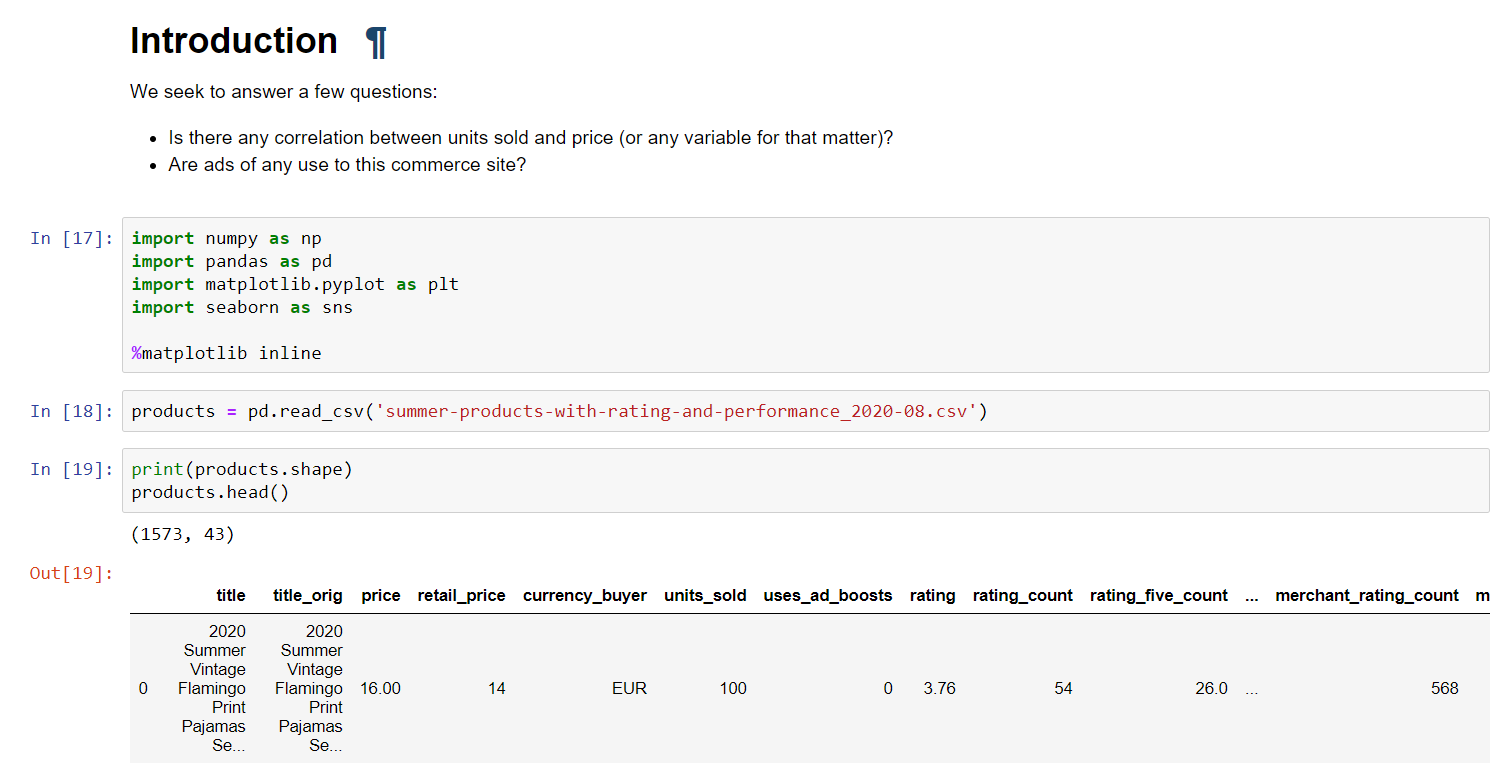 Introduction ¶
We seek to answer a few questions:
• Is there any correlation between units sold and price (or any variable for that matter)?
• Are ads of any use to this commerce site?
In [17]: import numpy as np
import pandas as pd
import matplotlib.pyplot as plt
import seaborn as sns
%matplotlib inline
In [18]: products = pd.read_csv('summer-products-with-rating-and-performance_2020-08.csv')
In [19]: print(products.shape)
products.head()
(1573, 43)
Out[19]:
title title_orig price retail_price currency_buyer units_sold uses_ad_boosts rating rating_count rating_five_count ... merchant_rating_count m
2020 2020
Summer Summer
Vintage Vintage
0 Flamingo Flamingo 16.00 14 EUR 100 0 3.76 54 26.0 ... 568
Print Print
Pajamas Pajamas
Se... Se...